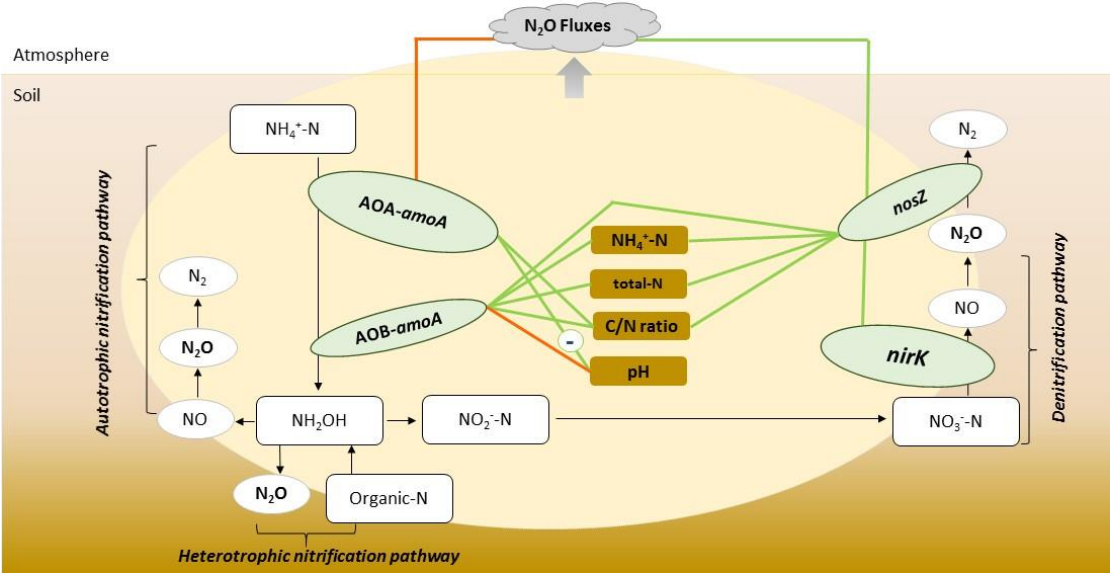 N₂O Fluxes
Atmosphere
Soil
NH₄⁺-N
N₂
AOA-amoA
nosZ
NH₄⁺-N
N₂O
N₂
total-N
NO
C/N ratio
AOB-amoA
N₂O
-
nirK
pH
NO
NH₂OH
NO₂⁻-N
NO₃⁻-N
N₂O
Organic-N
Autotrophic nitrification pathway
Denitrification pathway
Heterotrophic nitrification pathway